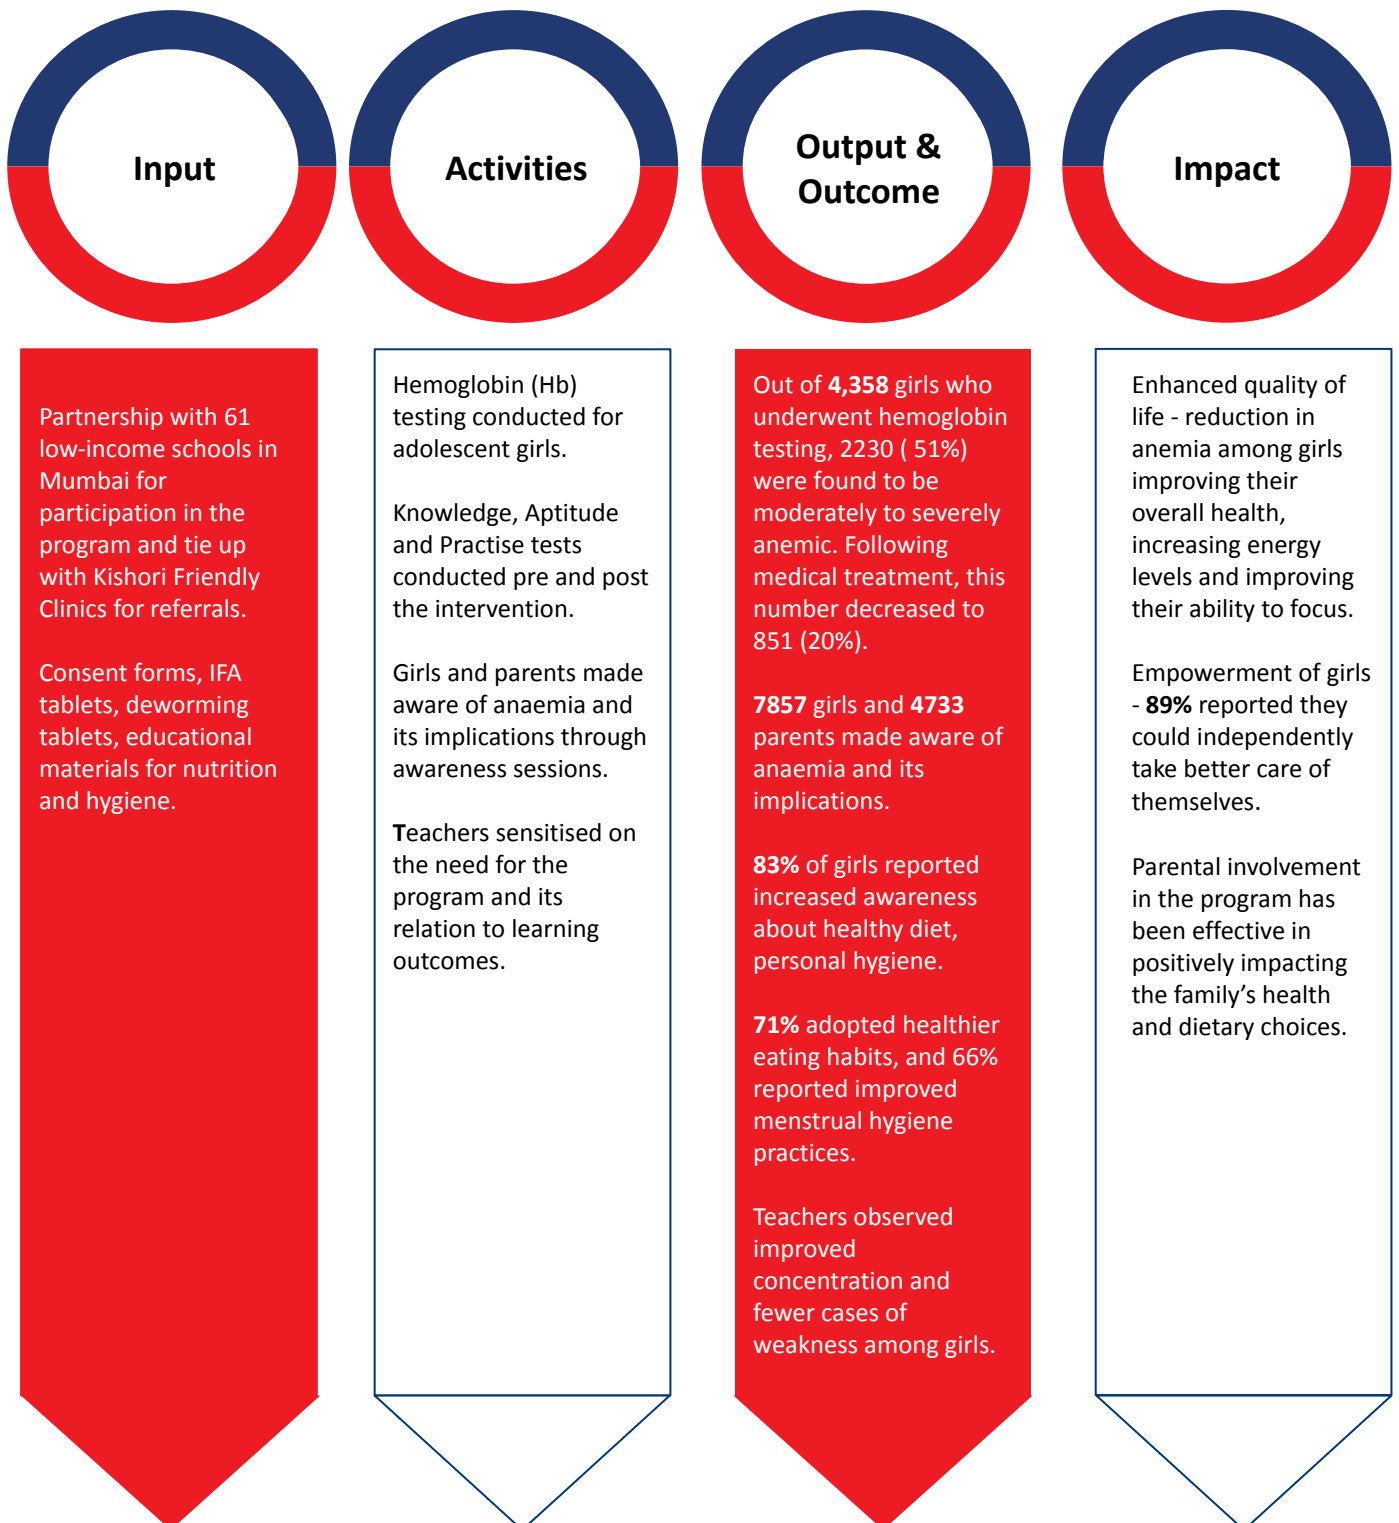 Input
Activities
Output &
Outcome
Impact
Partnership with 61
low-income schools in
Mumbai for
participation in the
program and tie up
with Kishori Friendly
Clinics for referrals.
Consent forms, IFA
tablets, deworming
tablets, educational
materials for nutrition
and hygiene.
Hemoglobin (Hb)
testing conducted for
adolescent girls.
Knowledge, Aptitude
and Practise tests
conducted pre and post
the intervention.
Girls and parents made
aware of anaemia and
its implications through
awareness sessions.
Teachers sensitised on
the need for the
program and its
relation to learning
outcomes.
Out of 4,358 girls who
underwent hemoglobin
testing, 2230 ( 51%)
were found to be
moderately to severely
anemic. Following
medical treatment, this
number decreased to
851 (20%).
7857 girls and 4733
parents made aware of
anaemia and its
implications.
83% of girls reported
increased awareness
about healthy diet,
personal hygiene.
71% adopted healthier
eating habits, and 66%
reported improved
menstrual hygiene
practices.
Teachers observed
improved
concentration and
fewer cases of
weakness among girls.
Enhanced quality of
life - reduction in
anemia among girls
improving their
overall health,
increasing energy
levels and improving
their ability to focus.
Empowerment of girls
- 89% reported they
could independently
take better care of
themselves.
Parental involvement
in the program has
been effective in
positively impacting
the family’s health
and dietary choices.